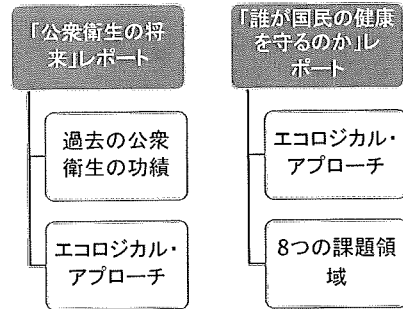 「公衆衛生の将
来」レポート
過去の公衆
衛生の功績
エコロジカル・
アプローチ
「誰が国民の健康
を守るのか」レ
ポート
エコロジカル・
アプローチ
8つの課題領
域